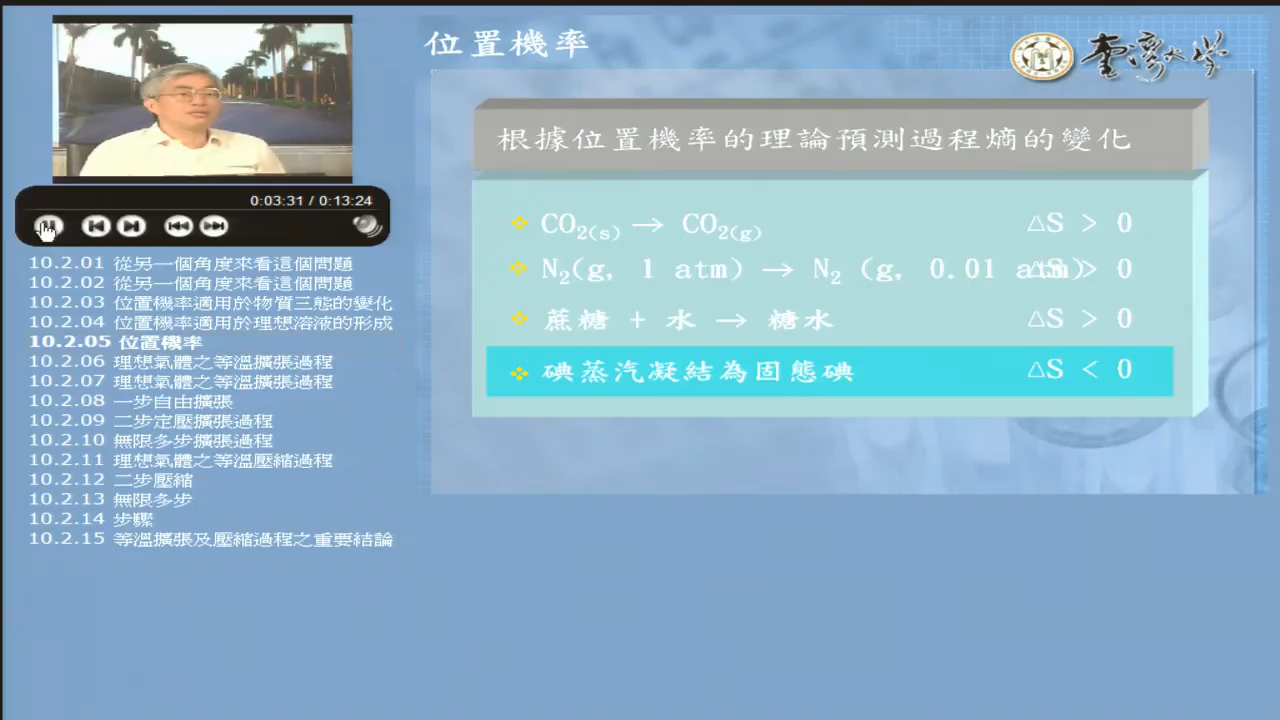 位置機率
臺灣大學
根據位置機率的理論預測過程熵的變化
CO2(s) → CO2(g) △S > 0
N2(g, 1 atm) → N2 (g, 0.01 atm) △S > 0
蔗糖 + 水 → 糖水 △S > 0
碘蒸汽凝結為固態碘 △S < 0
0:03:31 / 0:13:24
10.2.01 從另一個角度來看這個問題
10.2.02 從另一個角度來看這個問題
10.2.03 位置機率適用於物質三態的變化
10.2.04 位置機率適用於理想溶液的形成
10.2.05 位置機率
10.2.06 理想氣體之等溫擴張過程
10.2.07 理想氣體之等溫擴張過程
10.2.08 一步自由擴張
10.2.09 二步定壓擴張過程
10.2.10 無限多步擴張過程
10.2.11 理想氣體之等溫壓縮過程
10.2.12 二步壓縮
10.2.13 無限多步
10.2.14 步驟
10.2.15 等溫擴張及壓縮過程之重要結論